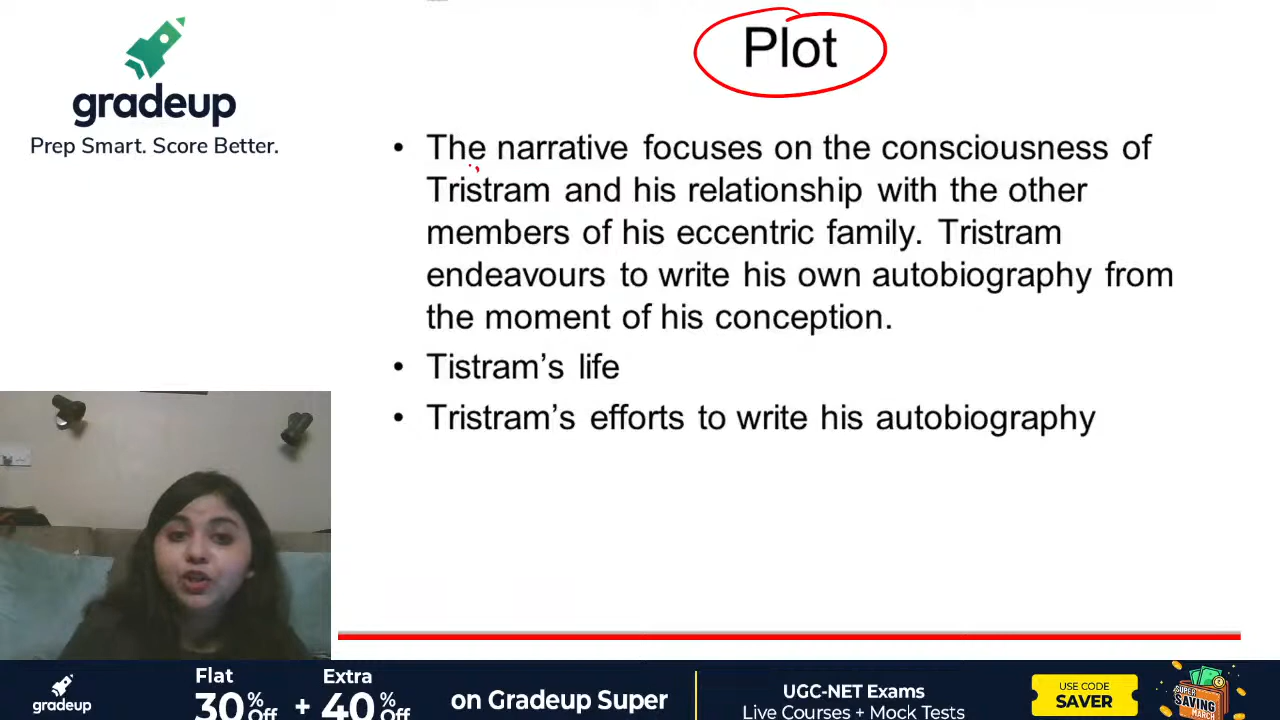 gradeup
Prep Smart. Score Better.
Plot
• The narrative focuses on the consciousness of
Tristram and his relationship with the other
members of his eccentric family. Tristram
endeavours to write his own autobiography from
the moment of his conception.
• Tistram’s life
• Tristram’s efforts to write his autobiography
gradeup
Flat
30% Off
+
Extra
40% Off
on Gradeup Super
UGC-NET Exams
Live Courses + Mock Tests
USE CODE
SAVER
SUPER
SAVING
MARCH